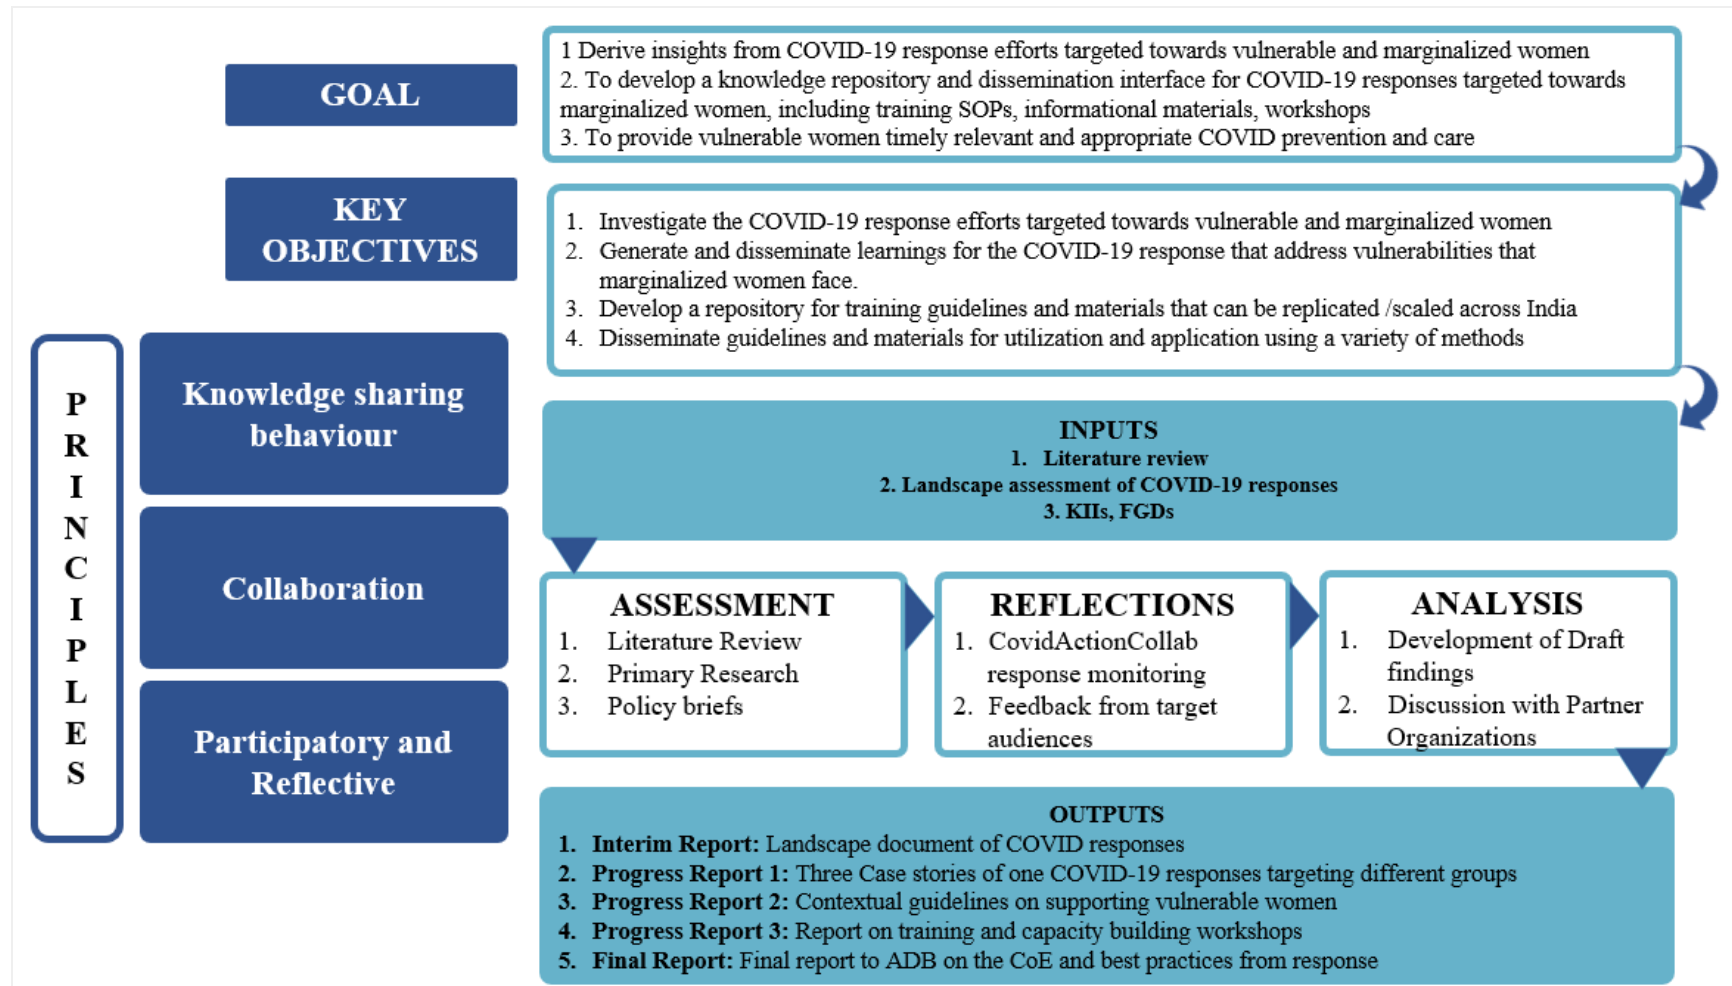 GOAL
1 Derive insights from COVID-19 response efforts targeted towards vulnerable and marginalized women
2. To develop a knowledge repository and dissemination interface for COVID-19 responses targeted towards
marginalized women, including training SOPs, informational materials, workshops
3. To provide vulnerable women timely relevant and appropriate COVID prevention and care
KEY
OBJECTIVES
1. Investigate the COVID-19 response efforts targeted towards vulnerable and marginalized women
2. Generate and disseminate learnings for the COVID-19 response that address vulnerabilities that
marginalized women face.
3. Develop a repository for training guidelines and materials that can be replicated /scaled across India
4. Disseminate guidelines and materials for utilization and application using a variety of methods
PRINCIPLES
Knowledge sharing
behaviour
Collaboration
Participatory and
Reflective
INPUTS
1. Literature review
2. Landscape assessment of COVID-19 responses
3. KIIs, FGDs
ASSESSMENT
1. Literature Review
2. Primary Research
3. Policy briefs
REFLECTIONS
1. CovidActionCollab
response monitoring
2. Feedback from target
audiences
ANALYSIS
1. Development of Draft
findings
2. Discussion with Partner
Organizations
OUTPUTS
1. Interim Report: Landscape document of COVID responses
2. Progress Report 1: Three Case stories of one COVID-19 responses targeting different groups
3. Progress Report 2: Contextual guidelines on supporting vulnerable women
4. Progress Report 3: Report on training and capacity building workshops
5. Final Report: Final report to ADB on the CoE and best practices from response